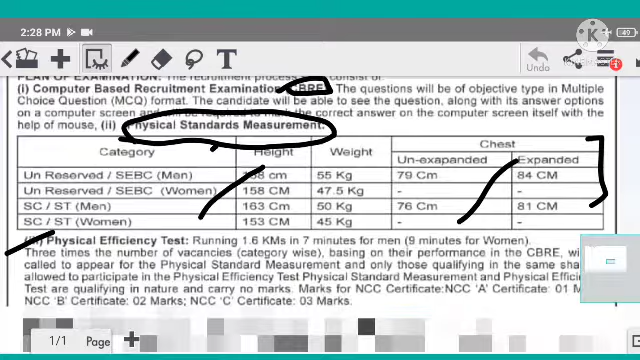 2:28 PM
49
Undo
PLAN OF EXAMINATION: The recruitment process consist of
(i) Computer Based Recruitment Examination CBRE. The questions will be of objective type in Multiple
Choice Question (MCQ) format. The candidate will be able to see the question, along with its answer options
on a computer screen and will be required to mark the correct answer on the computer screen itself with the
help of mouse, (ii) Physical Standards Measurement.
Category Height Weight Chest
Un-exapanded Expanded
Un Reserved / SEBC (Men) cm 55 Kg 79 Cm 84 CM
Un Reserved / SEBC (Women) 158 CM 47.5 Kg - -
SC / ST (Men) 163 Cm 50 Kg 76 Cm 81 CM
SC / ST (Women) 153 CM 45 Kg - -
Physical Efficiency Test: Running 1.6 KMs in 7 minutes for men (9 minutes for Women).
Three times the number of vacancies (category wise), basing on their performance in the CBRE, will
called to appear for the Physical Standard Measurement and only those qualifying in the same sha
allowed to participate in the Physical Efficiency Test Physical Standard Measurement and Physical Effici
Test are qualifying in nature and carry no marks. Marks for NCC Certificate:NCC 'A' Certificate 01 M
NCC 'B' Certificate: 02 Marks; NCC 'C' Certificate: 03 Marks.
1/1 Page